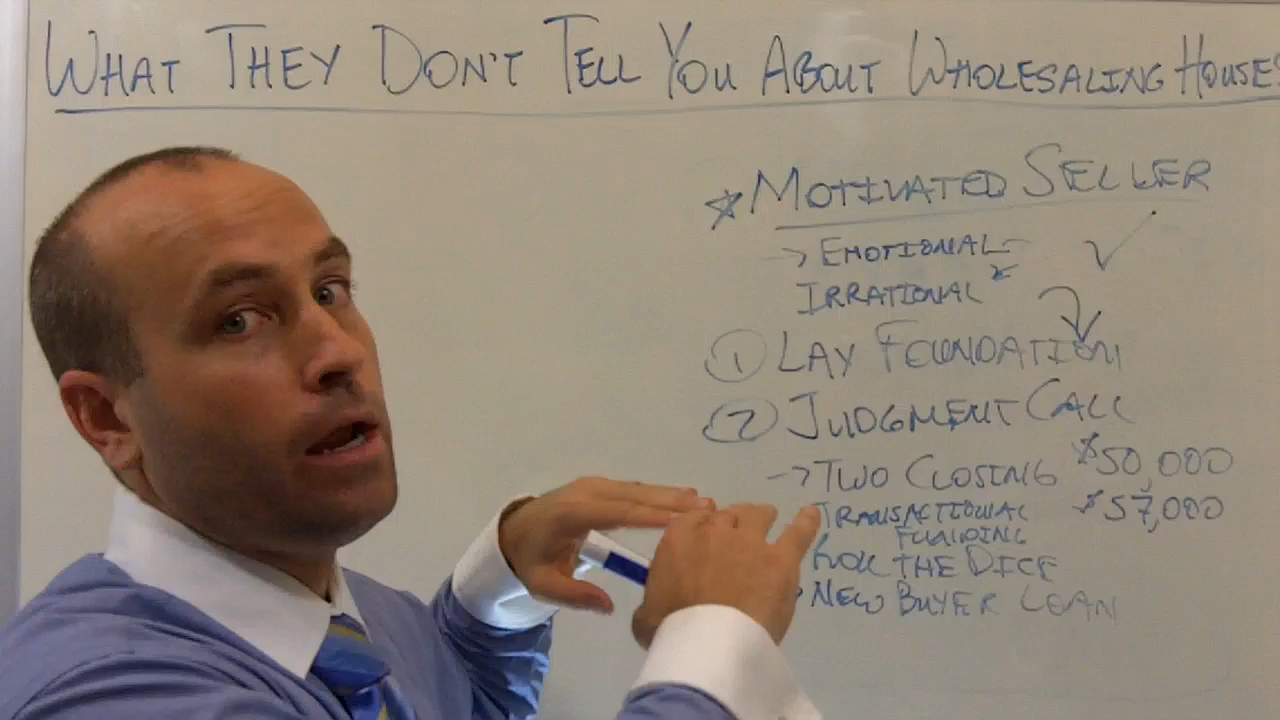 WHAT THEY DON'T TELL YOU ABOUT WHOLESALING HOUSES
☆ MOTIVATED SELLER
→ EMOTIONAL ✓
IRRATIONAL
① LAY FOUNDATION
② JUDGMENT CALL
→ TWO CLOSING $50,000
TRANSACTIONAL $57,000
FUNDING
THE DICE
NEW BUYER LOAN